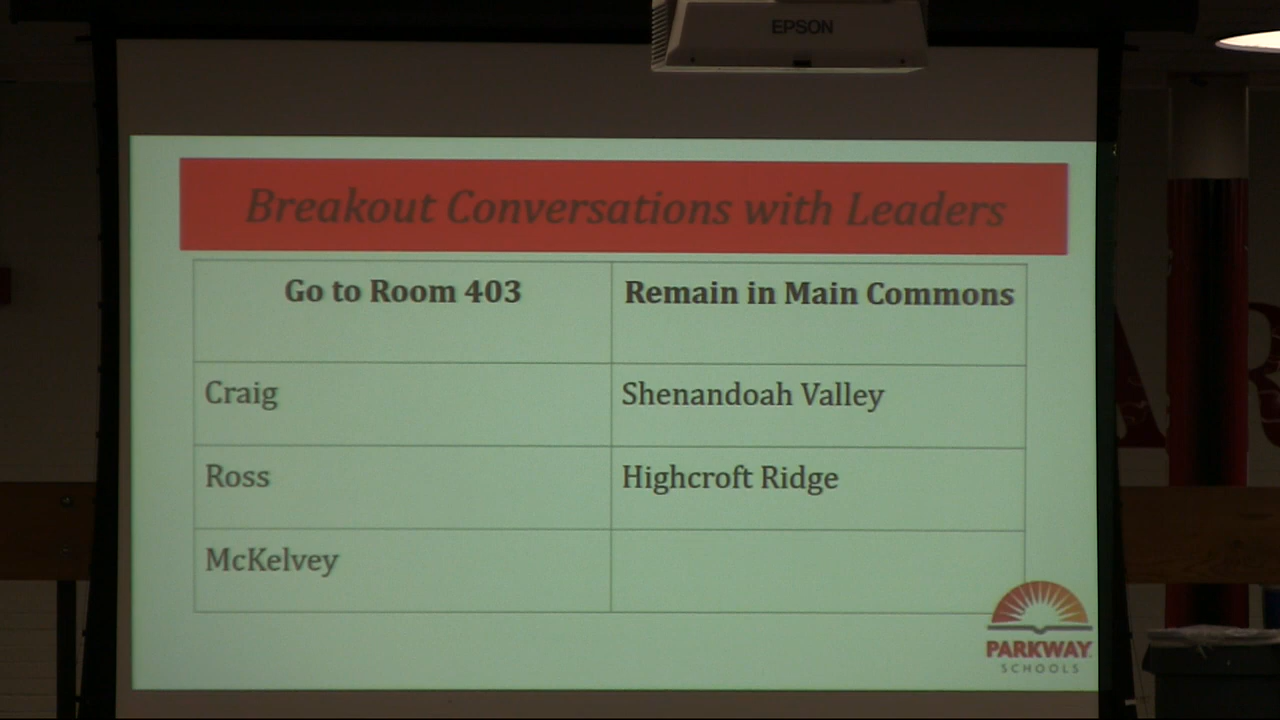 EPSON
Breakout Conversations with Leaders
Go to Room 403
Remain in Main Commons
Craig
Shenandoah Valley
Ross
Highcroft Ridge
McKelvey
PARKWAY
SCHOOLS